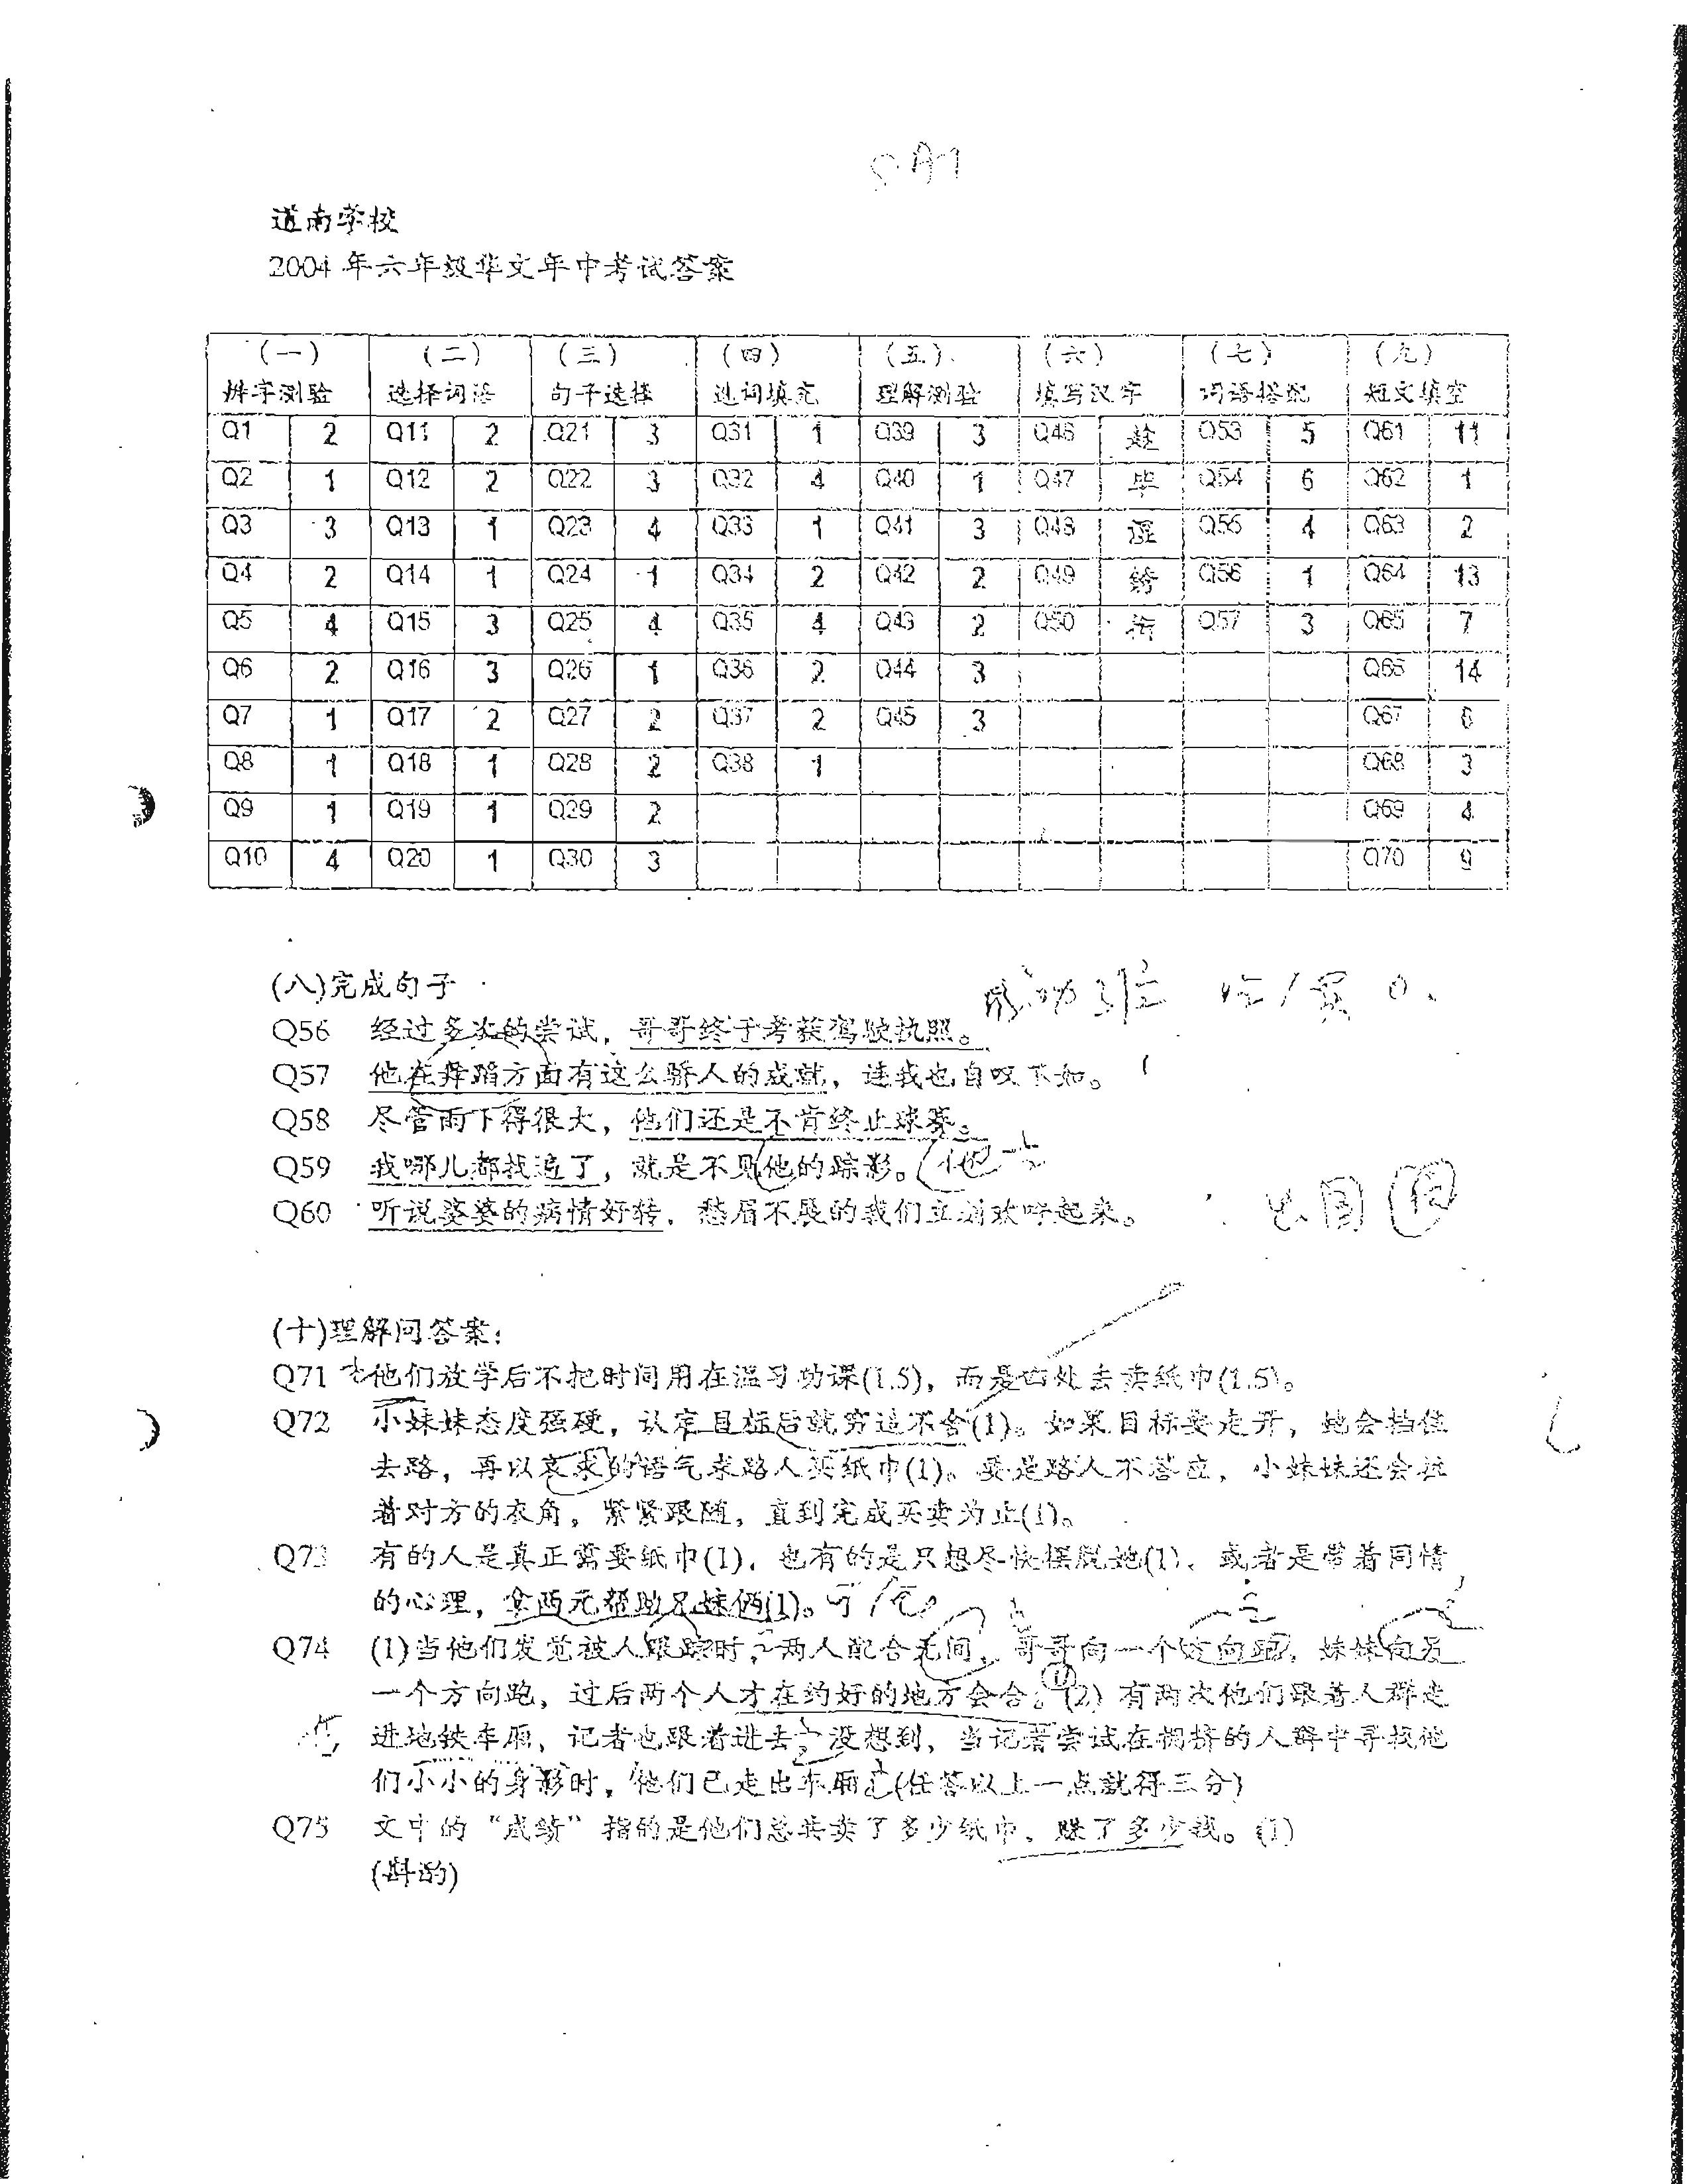 SA1
道南学校
2004 年六年级华文年中考试答案
(一) (二) (三) (四) (五) (六) (七) (九)
辨字测验 选择词语 句子选择 选词填充 理解测验 填写汉字 词语搭配 短文填空
Q1 2 Q11 2 Q21 3 Q31 1 Q39 3 Q46 Q53 5 Q61 11
Q2 1 Q12 2 Q22 3 Q32 4 Q40 1 Q47 毕 Q54 6 Q62 1
Q3 3 Q13 1 Q23 4 Q33 1 Q41 3 Q48 Q55 4 Q63 2
Q4 2 Q14 1 Q24 1 Q34 2 Q42 2 Q49 Q56 1 Q64 13
Q5 4 Q15 3 Q25 4 Q35 4 Q43 2 Q50 Q57 3 Q65 7
Q6 2 Q16 3 Q26 1 Q36 2 Q44 3 Q66 14
Q7 1 Q17 2 Q27 2 Q37 2 Q45 3 Q67 6
Q8 1 Q18 1 Q28 2 Q38 1 Q68 3
Q9 1 Q19 1 Q29 2 Q69
Q10 4 Q20 1 Q30 3 Q70 9
(八)完成句子
Q56 经过多次的尝试，哥哥终于考获驾驶执照。
Q57 他在舞蹈方面有这么骄人的成就，连我也自叹不如。
Q58 尽管雨下得很大，他们还是不肯终止球赛。
Q59 我哪儿都找遍了，就是不见他的踪影。
Q60 听说婆婆的病情好转，愁眉不展的我们立刻欢呼起来。
(十)理解问答案：
Q71 他们放学后不把时间用在温习功课(1.5)，而是四处去卖纸巾(1.5)。
Q72 小妹妹态度强硬，认定目标后就穷追不舍(1)。如果目标要走开，她会挡住
去路，再以哀求的语气求路人买纸巾(1)。要是路人不答应，小妹妹还会拉
着对方的衣角，紧紧跟随，直到完成买卖为止(1)。
Q73 有的人是真正需要纸巾(1)，也有的是只想尽快摆脱她(1)，或者是带着同情
的心理，拿两元帮助兄妹俩(1)。
Q74 (1)当他们发觉被人跟踪时，两人配合无间，哥哥向一个方向跑，妹妹向另
一个方向跑，过后两个人才在约好的地方会合。(2) 有两次他们跟着人群走
进地铁车厢，记者也跟着进去，没想到，当记者尝试在拥挤的人群中寻找他
们小小的身影时，他们已走出车厢。(任答以上一点就得三分)
Q75 文中的“成绩”指的是他们总共卖了多少纸巾，赚了多少钱。(1)